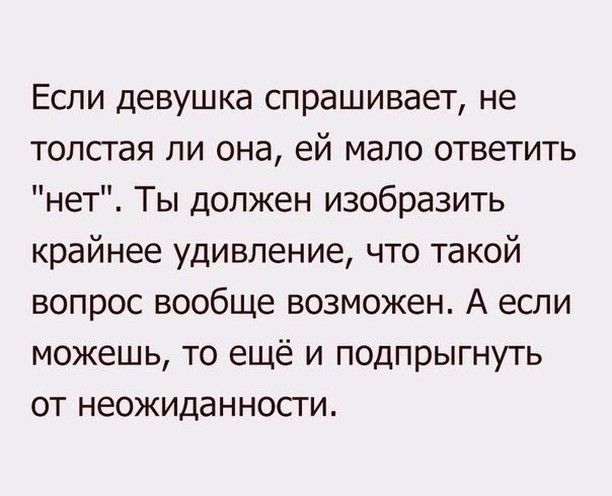 Если девушка спрашивает, не
толстая ли она, ей мало ответить
"нет". Ты должен изобразить
крайнее удивление, что такой
вопрос вообще возможен. А если
можешь, то ещё и подпрыгнуть
от неожиданности.